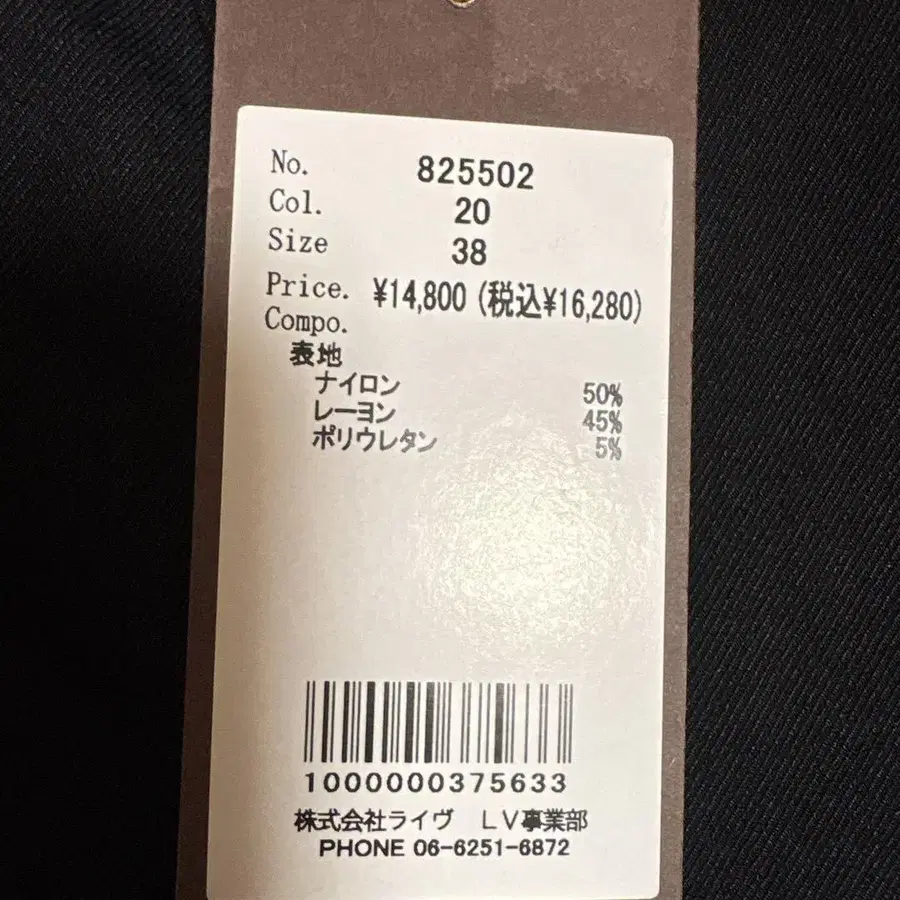 No. 825502
Col. 20
Size 38
Price. ¥14,800 (税込¥16,280)
Compo.
表地
ナイロン 50%
レーヨン 45%
ポリウレタン 5%
1000000375633
株式会社ライヴ LV事業部
PHONE 06-6251-6872